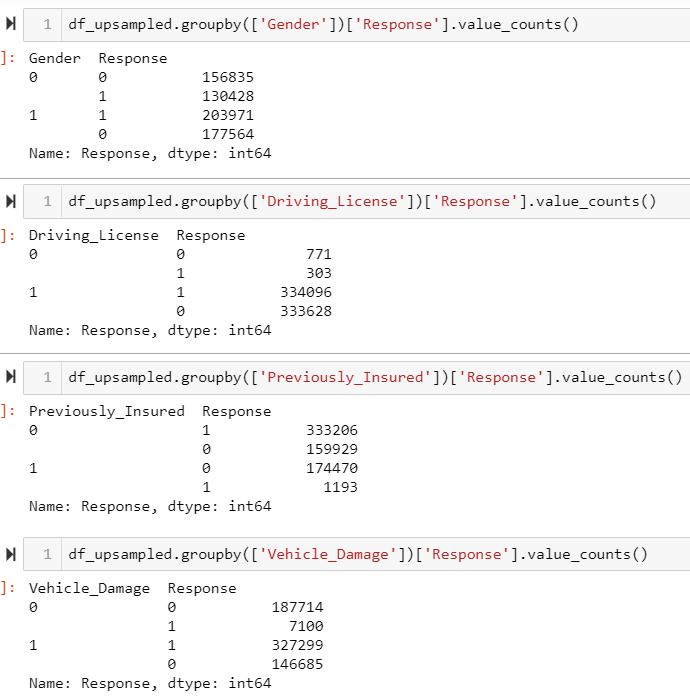 1 df_upsampled.groupby(['Gender'])['Response'].value_counts()
]: Gender  Response
0       0           156835
        1           130428
1       1           203971
        0           177564
Name: Response, dtype: int64
1 df_upsampled.groupby(['Driving_License'])['Response'].value_counts()
]: Driving_License  Response
0                0              771
                 1              303
1                1           334096
                 0           333628
Name: Response, dtype: int64
1 df_upsampled.groupby(['Previously_Insured'])['Response'].value_counts()
]: Previously_Insured  Response
0                   1           333206
                    0           159929
1                   0           174470
                    1             1193
Name: Response, dtype: int64
1 df_upsampled.groupby(['Vehicle_Damage'])['Response'].value_counts()
]: Vehicle_Damage  Response
0               0           187714
                1             7100
1               1           327299
                0           146685
Name: Response, dtype: int64